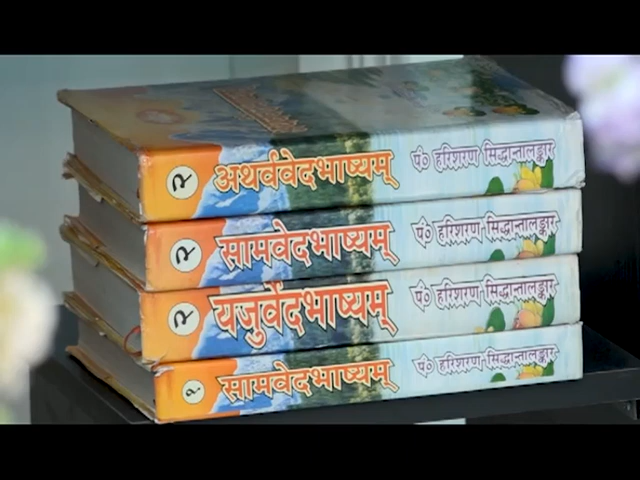 २ अथर्ववेदभाष्यम् पं० हरिशरण सिद्धान्तालङ्कार
२ सामवेदभाष्यम् पं० हरिशरण सिद्धान्तालङ्कार
२ यजुर्वेदभाष्यम् पं० हरिशरण सिद्धान्तालङ्कार
१ सामवेदभाष्यम् पं० हरिशरण सिद्धान्तालङ्कार